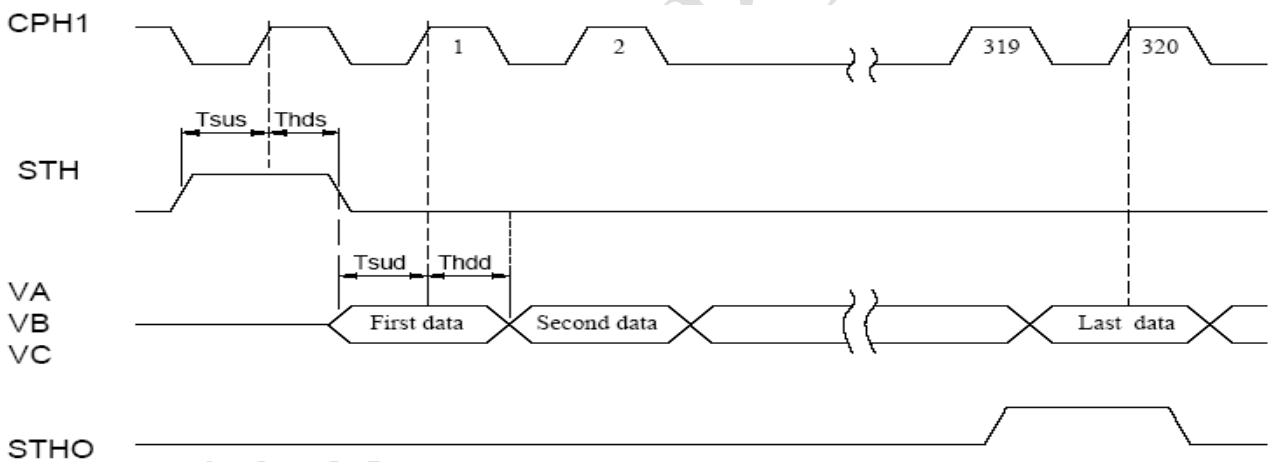 CPH1
1
2
319
320
Tsus
Thds
STH
Tsud
Thdd
VA
VB
VC
First data
Second data
Last data
STHO